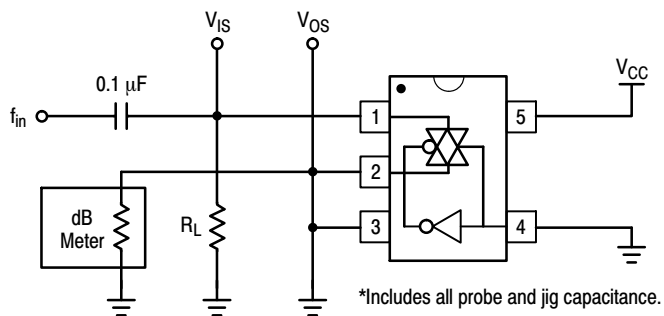 V_IS
V_OS
0.1 μF
V_CC
f_in
1
5
2
dB
Meter
R_L
3
4
*Includes all probe and jig capacitance.